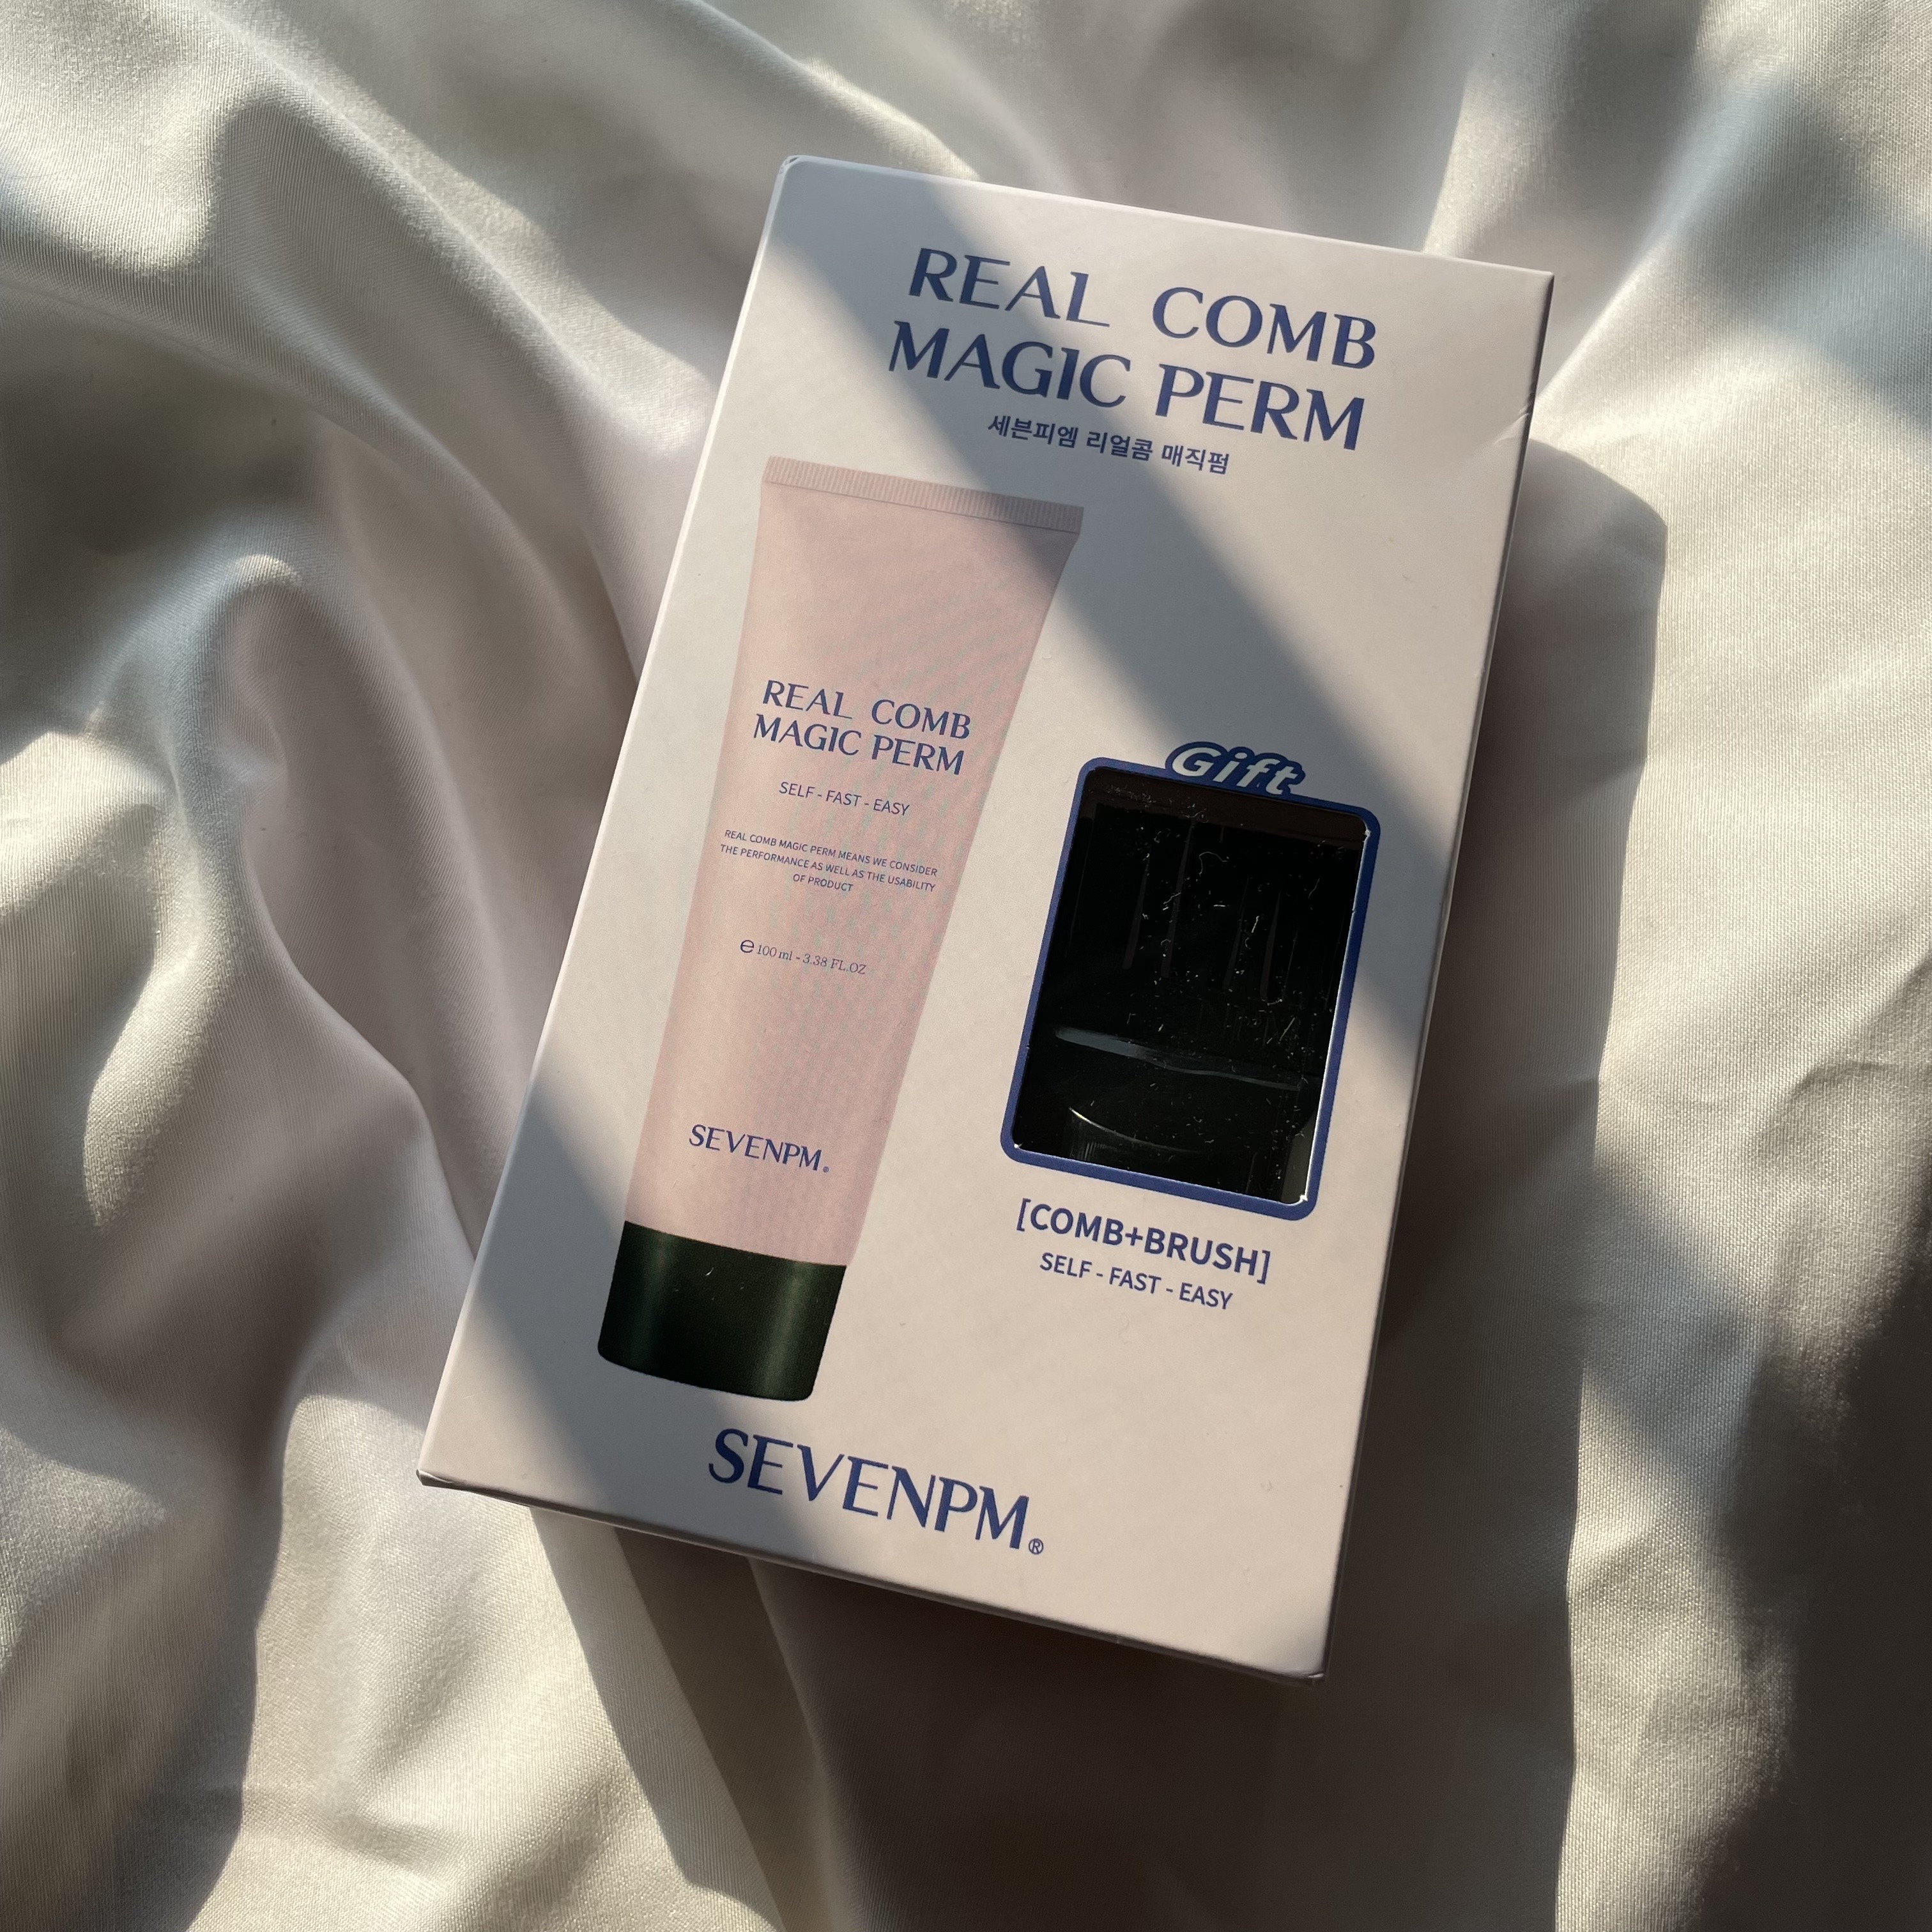 REAL COMB
MAGIC PERM
세븐피엠 리얼콤 매직펌
REAL COMB
MAGIC PERM
SELF - FAST - EASY
REAL COMB MAGIC PERM MEANS WE CONSIDER
THE PERFORMANCE AS WELL AS THE USABILITY
OF PRODUCT
℮ 100 ml - 3.38 FL.OZ
SEVENPM®
Gift
[COMB+BRUSH]
SELF - FAST - EASY
SEVENPM®